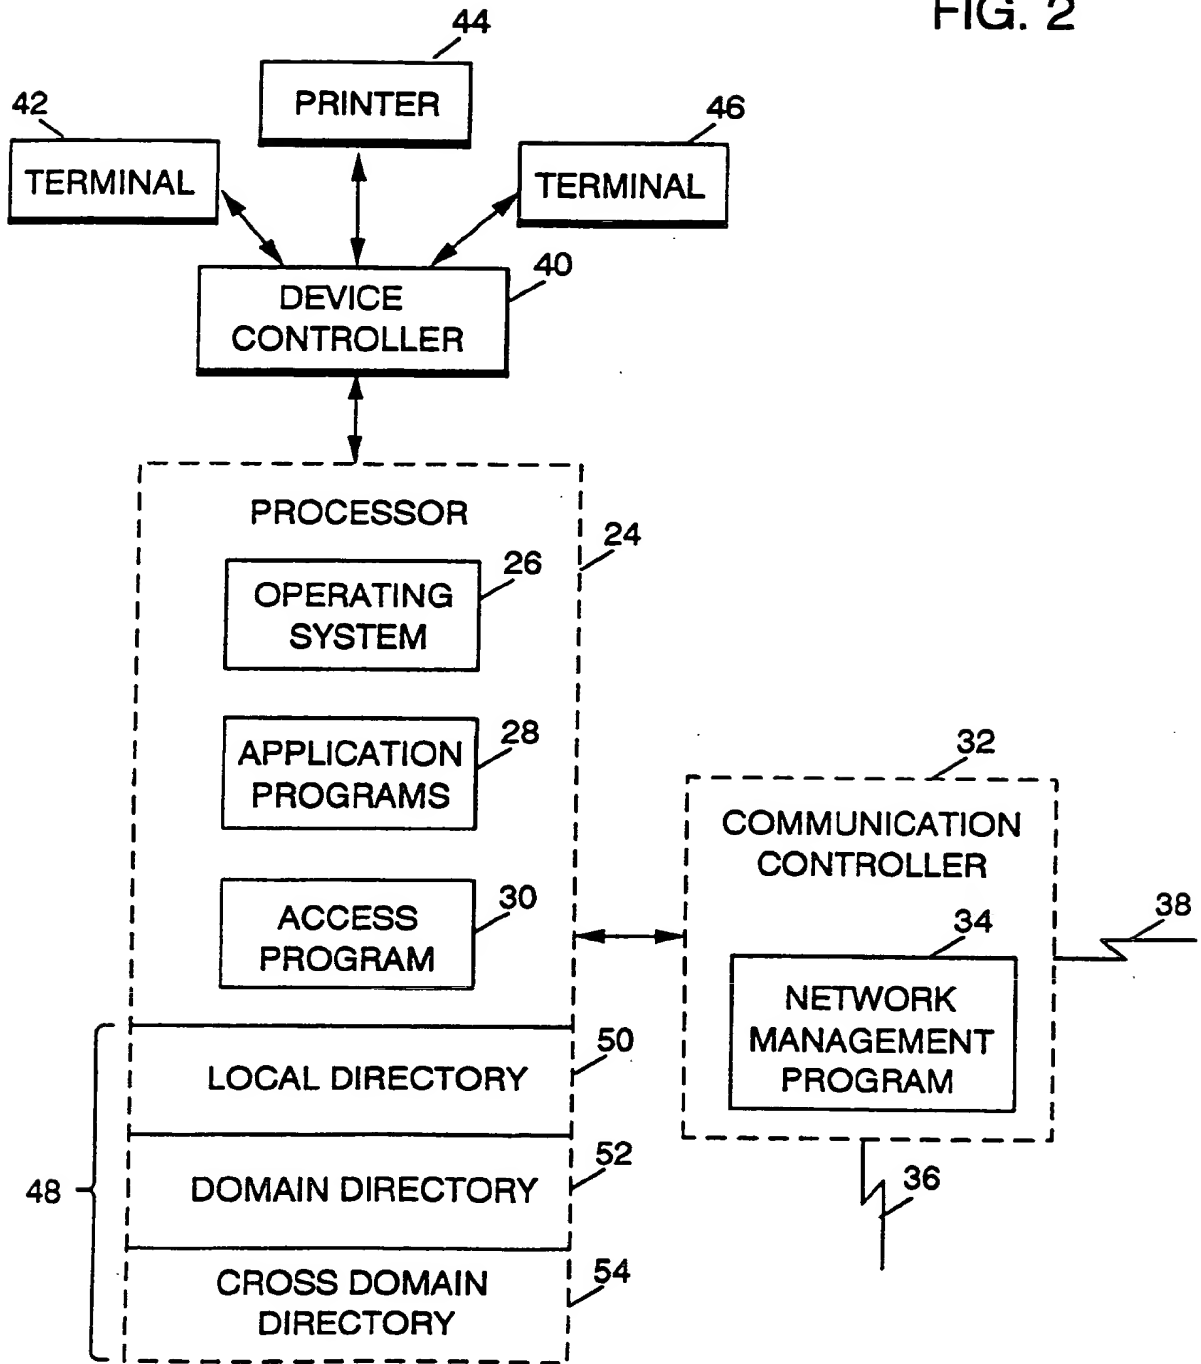 FIG. 2
44
PRINTER
42
TERMINAL
46
TERMINAL
40
DEVICE
CONTROLLER
PROCESSOR
24
26
OPERATING
SYSTEM
28
APPLICATION
PROGRAMS
30
ACCESS
PROGRAM
32
COMMUNICATION
CONTROLLER
34
NETWORK
MANAGEMENT
PROGRAM
38
36
48
50
LOCAL DIRECTORY
52
DOMAIN DIRECTORY
54
CROSS DOMAIN
DIRECTORY